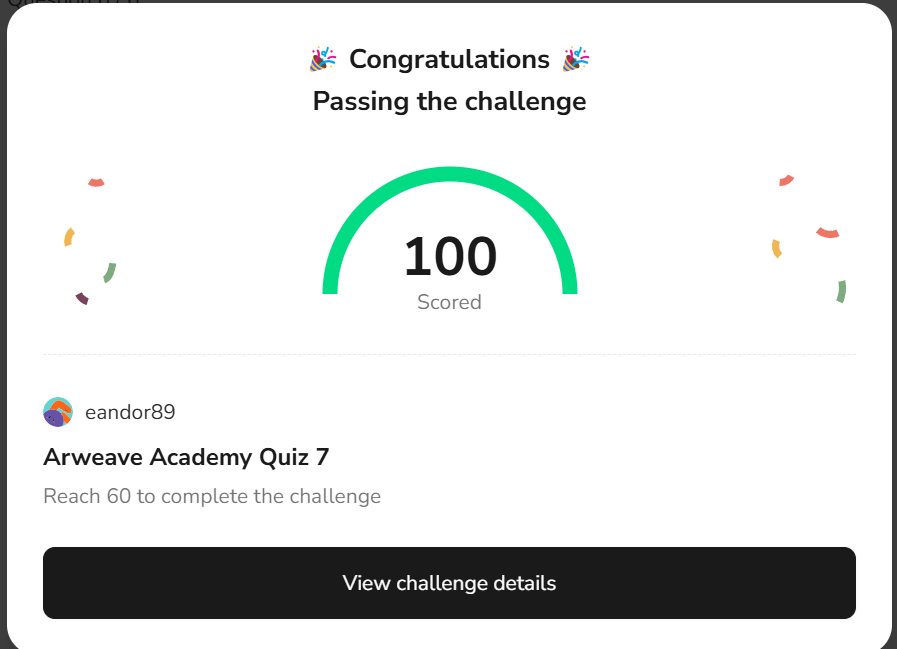 🎉 Congratulations 🎉
Passing the challenge
100
Scored
eandor89
Arweave Academy Quiz 7
Reach 60 to complete the challenge
View challenge details